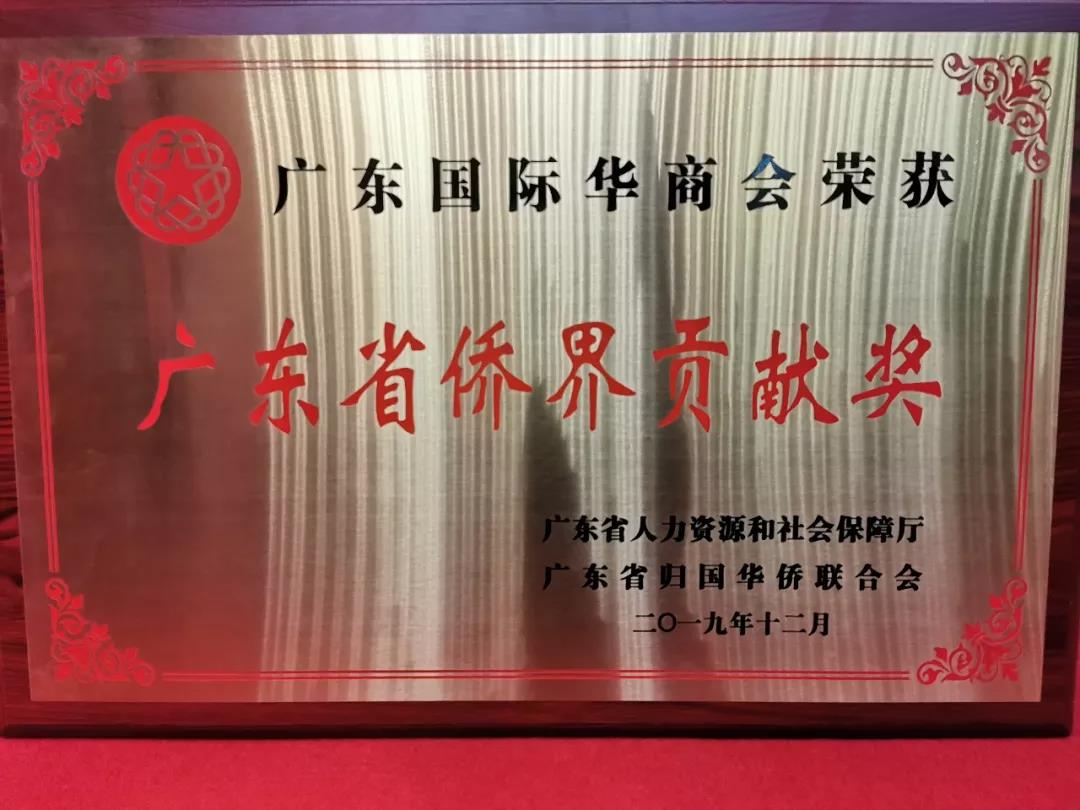 广东国际华商会荣获
广东省侨界贡献奖
广东省人力资源和社会保障厅
广东省归国华侨联合会
二〇一九年十二月